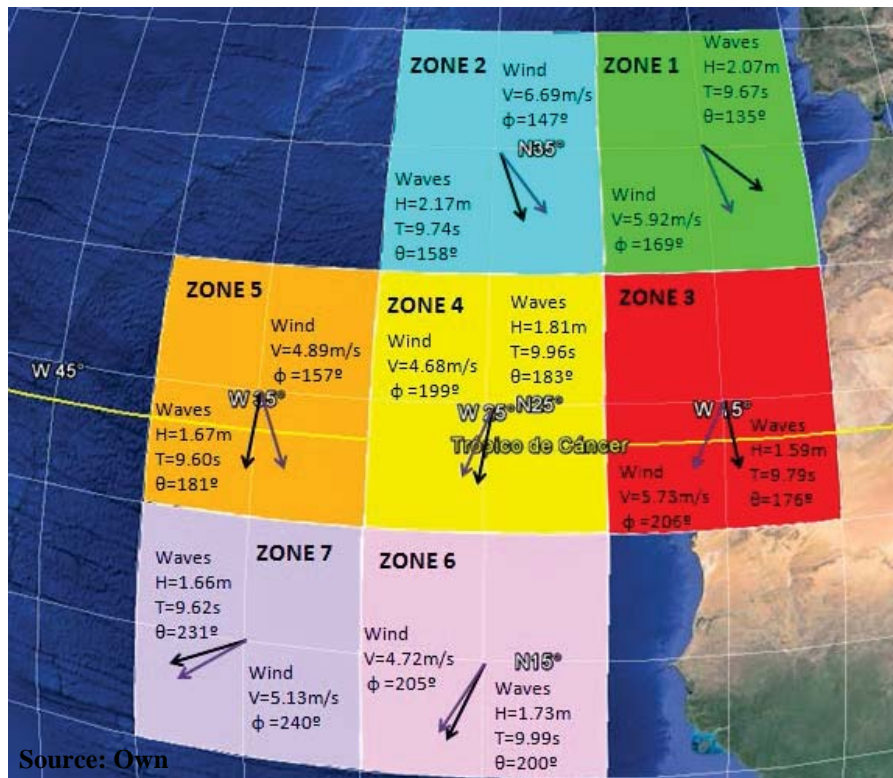 ZONE 2
Wind
V=6.69m/s
ϕ=147º
N35°
Waves
H=2.17m
T=9.74s
θ=158º
ZONE 1
Waves
H=2.07m
T=9.67s
θ=135º
Wind
V=5.92m/s
ϕ =169º
ZONE 5
Wind
V=4.89m/s
ϕ =157º
W 45°
W 35°
Waves
H=1.67m
T=9.60s
θ=181º
ZONE 4
Wind
V=4.68m/s
ϕ =199º
Waves
H=1.81m
T=9.96s
θ=183º
W 25°
N25°
Trópico de Cáncer
ZONE 3
W 15°
Waves
H=1.59m
T=9.79s
θ=176º
Wind
V=5.73m/s
ϕ =206º
ZONE 7
Waves
H=1.66m
T=9.62s
θ=231º
Wind
V=5.13m/s
ϕ =240º
ZONE 6
Wind
V=4.72m/s
ϕ =205º
N15°
Waves
H=1.73m
T=9.99s
θ=200º
Source: Own